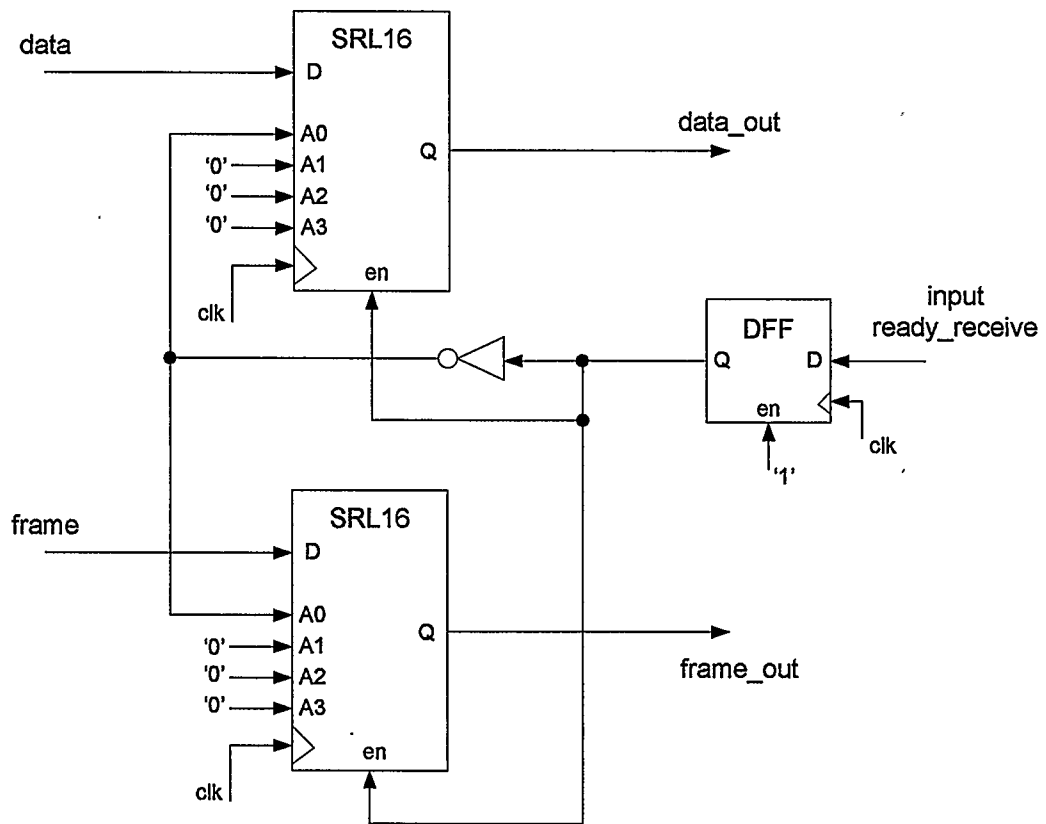 SRL16
data
D
A0
data_out
Q
'0'
A1
'0'
A2
'0'
A3
en
clk
input
ready_receive
DFF
Q
D
en
clk
'1'
SRL16
frame
D
A0
Q
'0'
A1
'0'
A2
frame_out
'0'
A3
en
clk